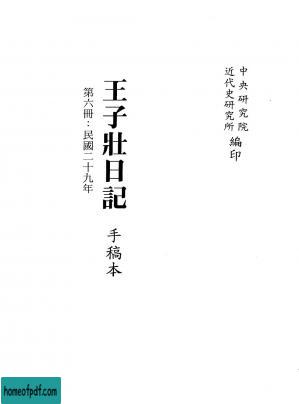 中央研究院
近代史研究所 編印
王子壯日記 手稿本
第六冊：民國二十九年
homeofpdf.com